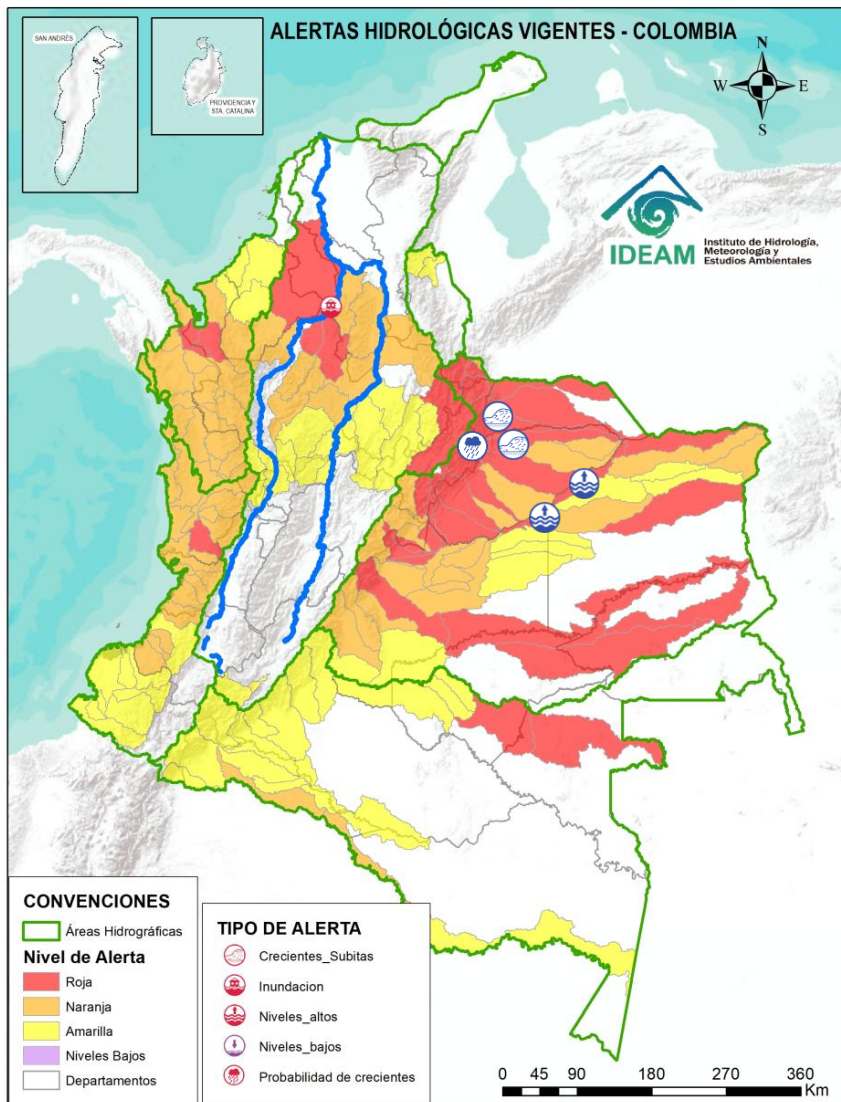 ALERTAS HIDROLÓGICAS VIGENTES - COLOMBIA
SAN ANDRÉS
PROVIDENCIA Y
STA. CATALINA
N
W
E
S
IDEAM
Instituto de Hidrología,
Meteorología y
Estudios Ambientales
CONVENCIONES
Áreas Hidrográficas
Nivel de Alerta
Roja
Naranja
Amarilla
Niveles Bajos
Departamentos
TIPO DE ALERTA
Crecientes_Subitas
Inundacion
Niveles_altos
Niveles_bajos
Probabilidad de crecientes
0 45 90 180 270 360
Km